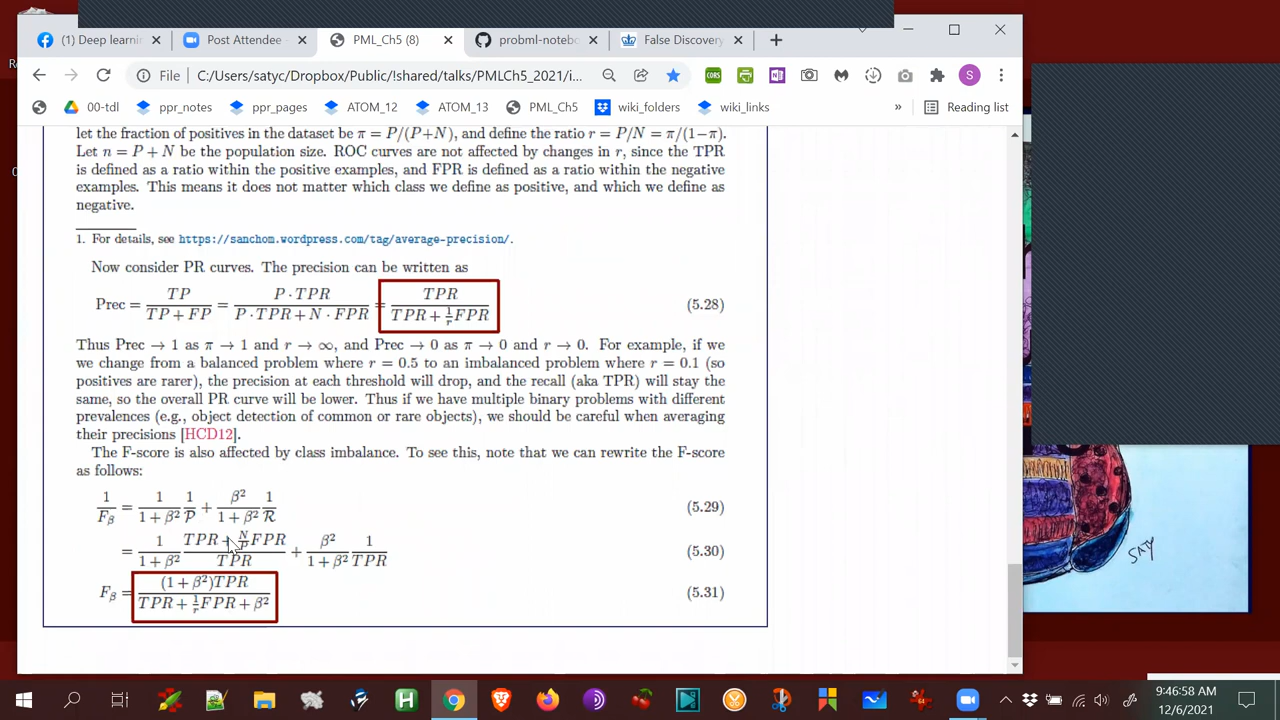 (1) Deep learnin
Post Attendee -
PML_Ch5 (8)
probml-notebo
False Discovery
File
C:/Users/satyc/Dropbox/Public/!shared/talks/PMLCh5_2021/i...
CORS
S
00-tdl
ppr_notes
ppr_pages
ATOM_12
ATOM_13
PML_Ch5
wiki_folders
wiki_links
»
Reading list
let the fraction of positives in the dataset be π = P/(P+N), and define the ratio r = P/N = π/(1−π).
Let n = P + N be the population size. ROC curves are not affected by changes in r, since the TPR
is defined as a ratio within the positive examples, and FPR is defined as a ratio within the negative
examples. This means it does not matter which class we define as positive, and which we define as
negative.
1. For details, see https://sanchom.wordpress.com/tag/average-precision/.
Now consider PR curves. The precision can be written as
Prec = TP / (TP + FP) = P · TPR / (P · TPR + N · FPR) = TPR / (TPR + 1/r FPR) (5.28)
Thus Prec → 1 as π → 1 and r → ∞, and Prec → 0 as π → 0 and r → 0. For example, if we
we change from a balanced problem where r = 0.5 to an imbalanced problem where r = 0.1 (so
positives are rarer), the precision at each threshold will drop, and the recall (aka TPR) will stay the
same, so the overall PR curve will be lower. Thus if we have multiple binary problems with different
prevalences (e.g., object detection of common or rare objects), we should be careful when averaging
their precisions [HCD12].
The F-score is also affected by class imbalance. To see this, note that we can rewrite the F-score
as follows:
1/Fβ = 1/(1 + β²) 1/P + β²/(1 + β²) 1/R (5.29)
= 1/(1 + β²) (TPR + N/P FPR)/TPR + β²/(1 + β²) 1/TPR (5.30)
Fβ = (1 + β²)TPR / (TPR + 1/r FPR + β²) (5.31)
SATY
9:46:58 AM
12/6/2021